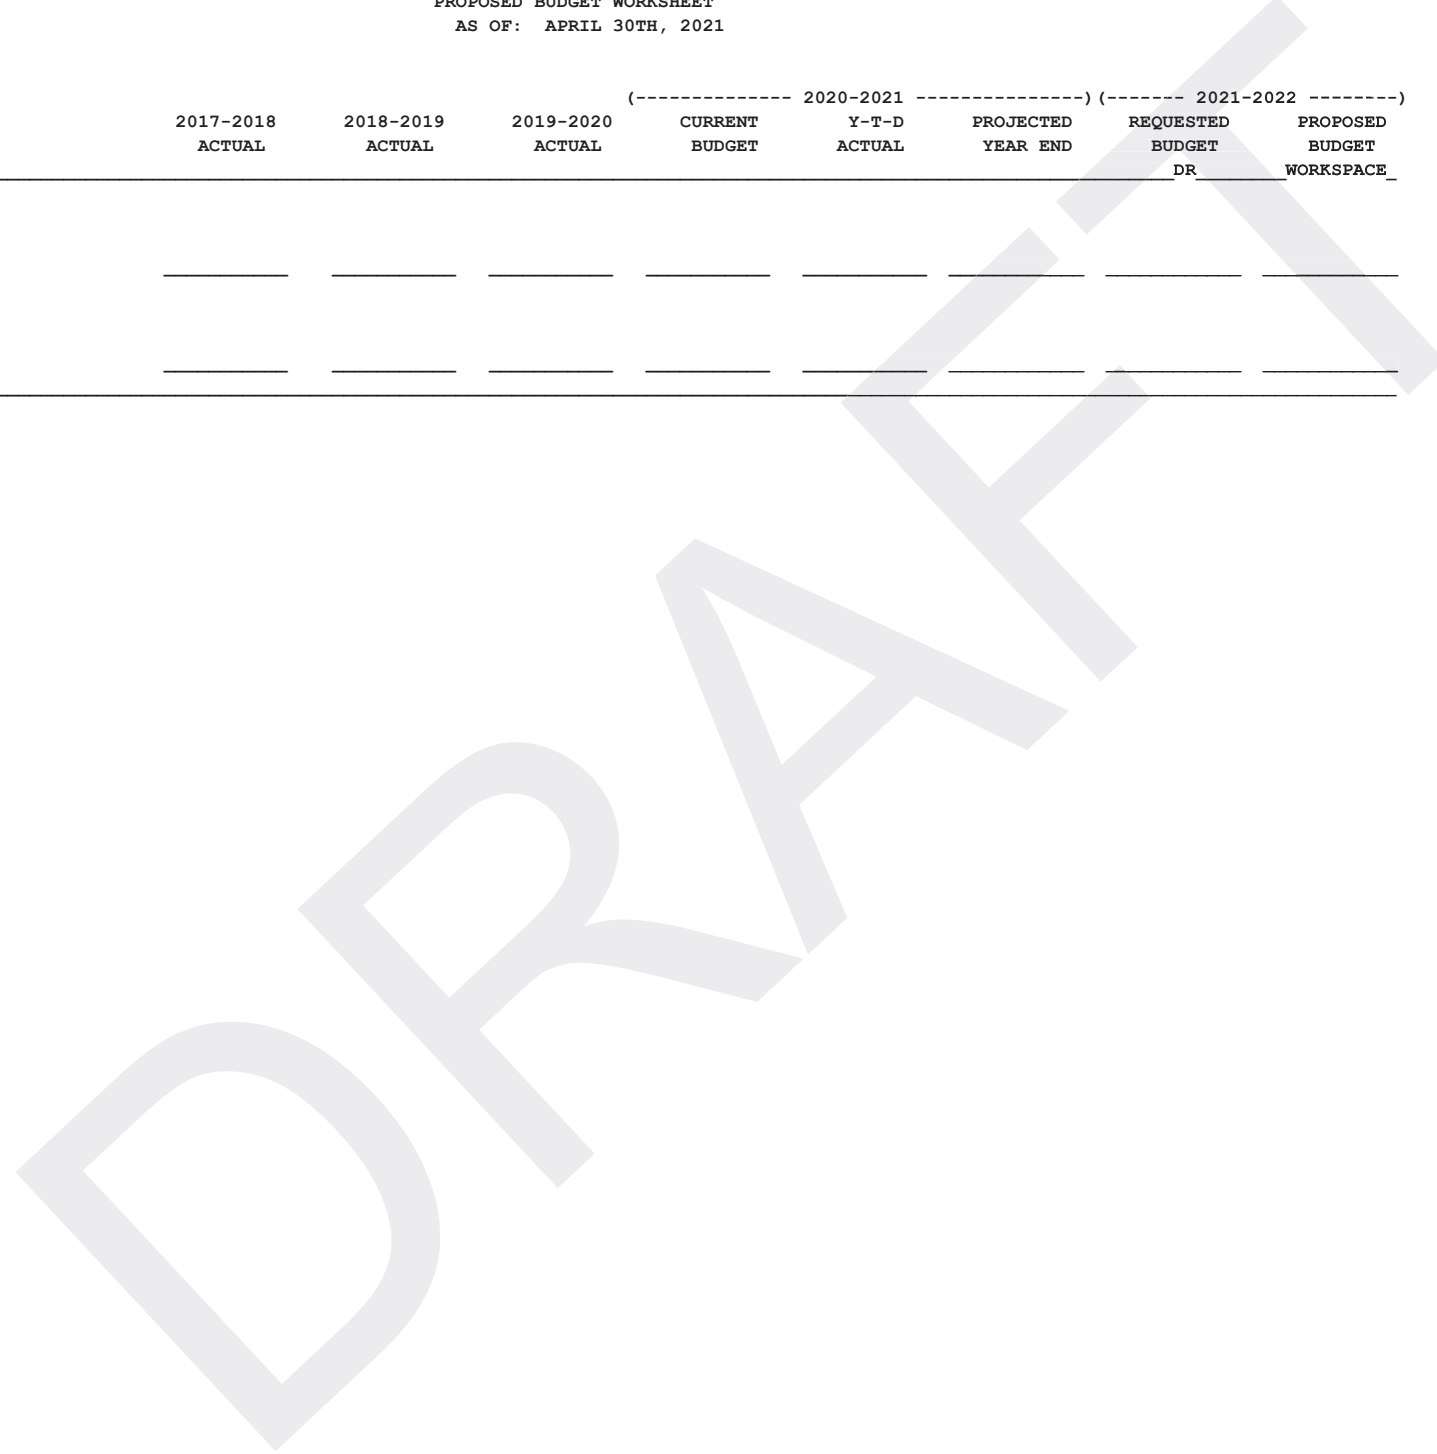 PROPOSED BUDGET WORKSHEET
AS OF: APRIL 30TH, 2021
(-------------- 2020-2021 ---------------) (------- 2021-2022 --------)
2017-2018 2018-2019 2019-2020 CURRENT Y-T-D PROJECTED REQUESTED PROPOSED
ACTUAL ACTUAL ACTUAL BUDGET ACTUAL YEAR END BUDGET BUDGET
DR WORKSPACE
DRAFT